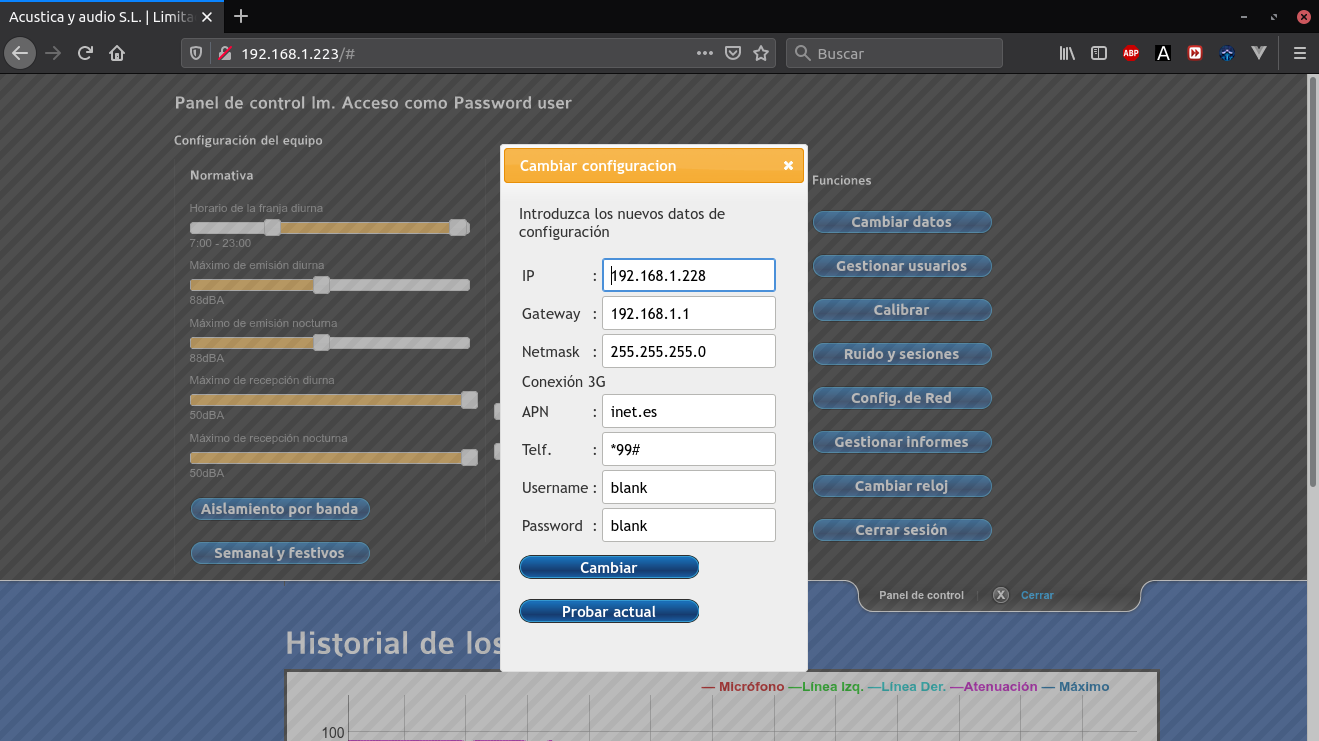 Acustica y audio S.L. | Limita
192.168.1.223/#
Buscar
ABP
A
Panel de control lm. Acceso como Password user
Configuración del equipo
Normativa
Horario de la franja diurna
7:00 - 23:00
Máximo de emisión diurna
88dBA
Máximo de emisión nocturna
88dBA
Máximo de recepción diurna
50dBA
Máximo de recepción nocturna
50dBA
Aislamiento por banda
Semanal y festivos
Cambiar configuracion
Introduzca los nuevos datos de
configuración
IP : 192.168.1.228
Gateway : 192.168.1.1
Netmask : 255.255.255.0
Conexión 3G
APN : inet.es
Telf. : *99#
Username : blank
Password : blank
Cambiar
Probar actual
Funciones
Cambiar datos
Gestionar usuarios
Calibrar
Ruido y sesiones
Config. de Red
Gestionar informes
Cambiar reloj
Cerrar sesión
Panel de control | X Cerrar
Historial de los
— Micrófono —Línea Izq. —Línea Der. —Atenuación — Máximo
100